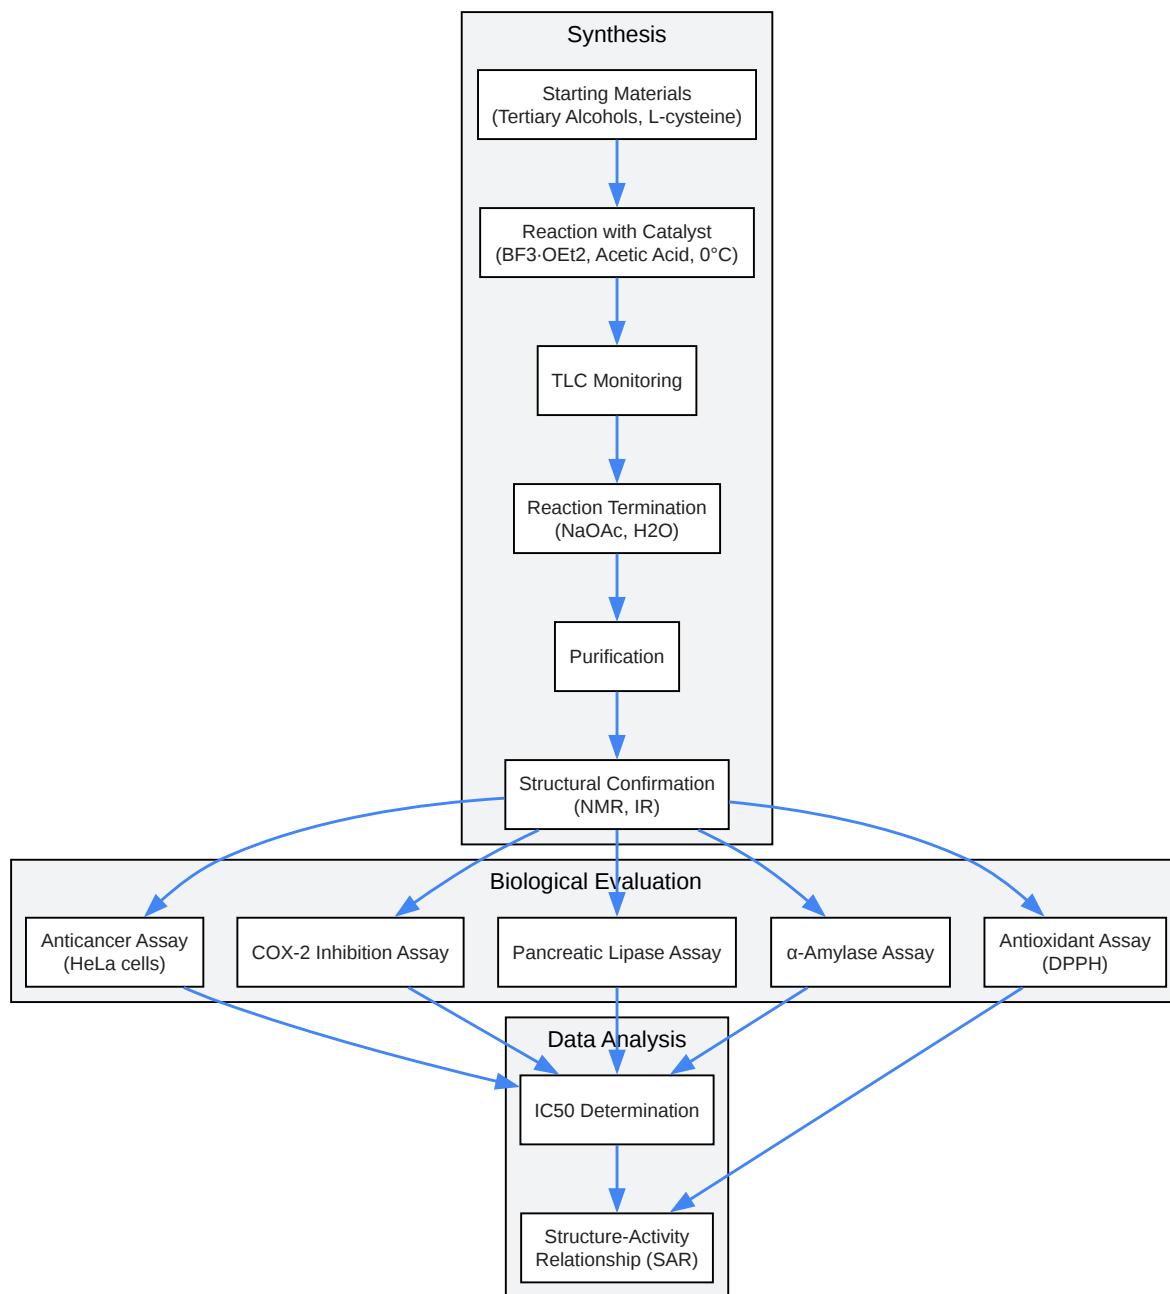 Synthesis
Starting Materials
(Tertiary Alcohols, L-cysteine)
Reaction with Catalyst
(BF3·OEt2, Acetic Acid, 0°C)
TLC Monitoring
Reaction Termination
(NaOAc, H2O)
Purification
Structural Confirmation
(NMR, IR)
Biological Evaluation
Anticancer Assay
(HeLa cells)
COX-2 Inhibition Assay
Pancreatic Lipase Assay
α-Amylase Assay
Antioxidant Assay
(DPPH)
Data Analysis
IC50 Determination
Structure-Activity
Relationship (SAR)